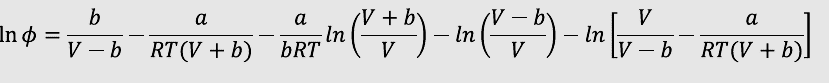 ln ϕ = b/(V − b) − a/(RT(V + b)) − a/(bRT) ln((V + b)/V) − ln((V − b)/V) − ln[V/(V − b) − a/(RT(V + b))]